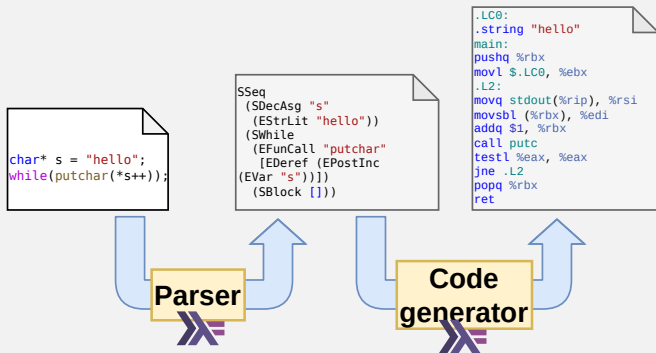 char* s = "hello";
while(putchar(*s++));
SSeq
(SDecAsg "s"
(EStrLit "hello"))
(SWhile
(EFunCall "putchar"
[EDeref (EPostInc
(EVar "s"))])
(SBlock []))
.LC0:
.string "hello"
main:
pushq %rbx
movl $.LC0, %ebx
.L2:
movq stdout(%rip), %rsi
movsbl (%rbx), %edi
addq $1, %rbx
call putc
testl %eax, %eax
jne .L2
popq %rbx
ret
Parser
Code
generator